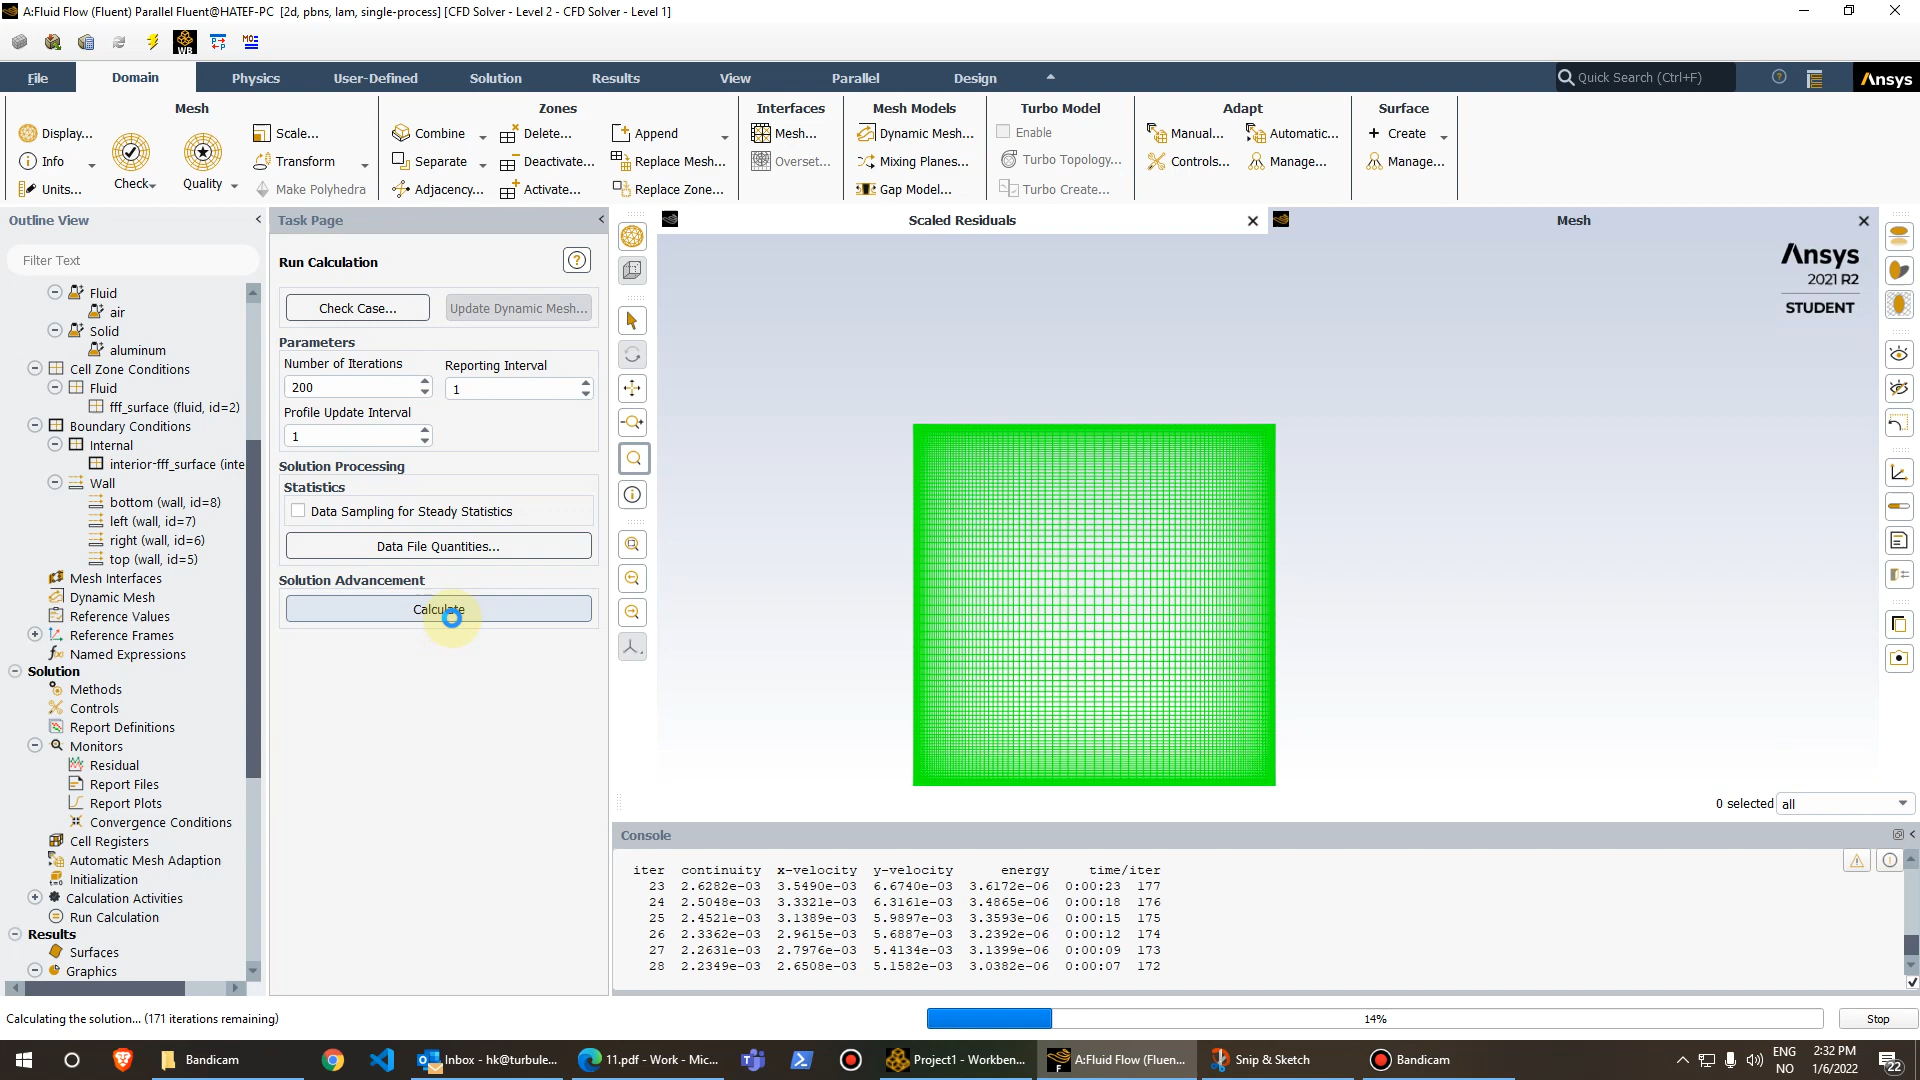 A:Fluid Flow (Fluent) Parallel Fluent@HATEF-PC [2d, pbns, lam, single-process] [CFD Solver - Level 2 - CFD Solver - Level 1]
WB
File Domain Physics User-Defined Solution Results View Parallel Design Quick Search (Ctrl+F) Ansys
Mesh Zones Interfaces Mesh Models Turbo Model Adapt Surface
Display... Scale... Combine Delete... Append Mesh... Dynamic Mesh... Enable Manual... Automatic... Create
Info Transform Separate Deactivate... Replace Mesh... Overset... Mixing Planes... Turbo Topology... Controls... Manage... Manage...
Units... Check Quality Make Polyhedra Adjacency... Activate... Replace Zone... Gap Model... Turbo Create...
Outline View
Filter Text
Fluid
air
Solid
aluminum
Cell Zone Conditions
Fluid
fff_surface (fluid, id=2)
Boundary Conditions
Internal
interior-fff_surface (inte
Wall
bottom (wall, id=8)
left (wall, id=7)
right (wall, id=6)
top (wall, id=5)
Mesh Interfaces
Dynamic Mesh
Reference Values
Reference Frames
Named Expressions
Solution
Methods
Controls
Report Definitions
Monitors
Residual
Report Files
Report Plots
Convergence Conditions
Cell Registers
Automatic Mesh Adaption
Initialization
Calculation Activities
Run Calculation
Results
Surfaces
Graphics
Task Page
Run Calculation
Check Case... Update Dynamic Mesh...
Parameters
Number of Iterations Reporting Interval
200 1
Profile Update Interval
1
Solution Processing
Statistics
Data Sampling for Steady Statistics
Data File Quantities...
Solution Advancement
Calculate
Scaled Residuals Mesh
Ansys
2021 R2
STUDENT
0 selected all
Console
iter continuity x-velocity y-velocity energy time/iter
23 2.6282e-03 3.5490e-03 6.6740e-03 3.6172e-06 0:00:23 177
24 2.5048e-03 3.3321e-03 6.3161e-03 3.4865e-06 0:00:18 176
25 2.4521e-03 3.1389e-03 5.9897e-03 3.3593e-06 0:00:15 175
26 2.3362e-03 2.9615e-03 5.6887e-03 3.2392e-06 0:00:12 174
27 2.2631e-03 2.7976e-03 5.4134e-03 3.1399e-06 0:00:09 173
28 2.2349e-03 2.6508e-03 5.1582e-03 3.0382e-06 0:00:07 172
Calculating the solution... (171 iterations remaining) 14% Stop
Bandicam Inbox - hk@turbule... 11.pdf - Work - Mic... Project1 - Workben... A:Fluid Flow (Fluen... Snip & Sketch Bandicam ENG NO 2:32 PM 1/6/2022 22